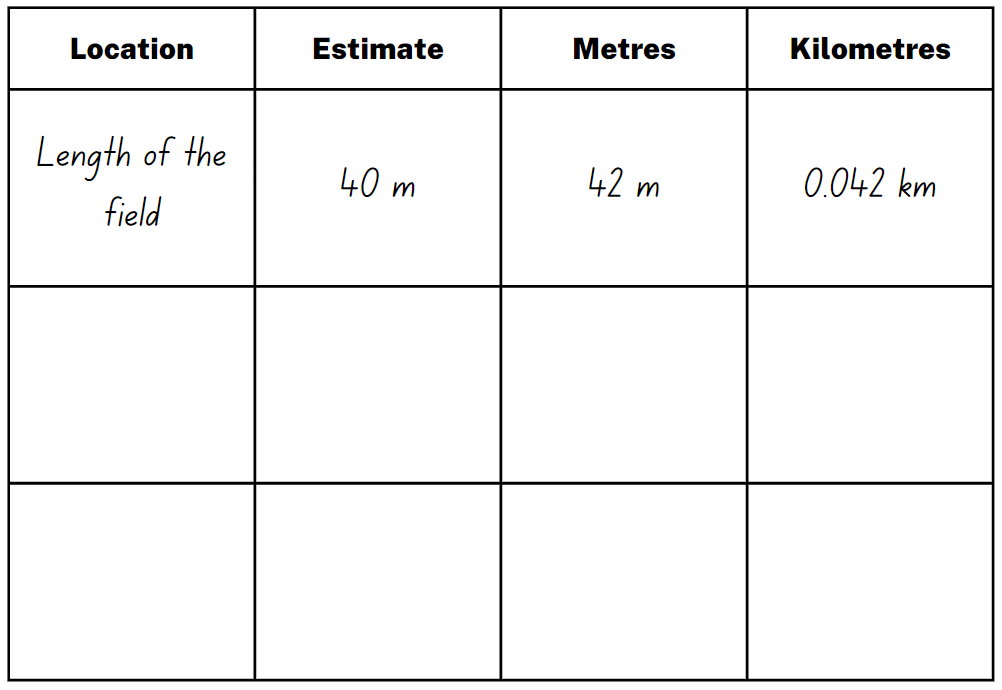 Location Estimate Metres Kilometres
Length of the
field
40 m
42 m
0.042 km